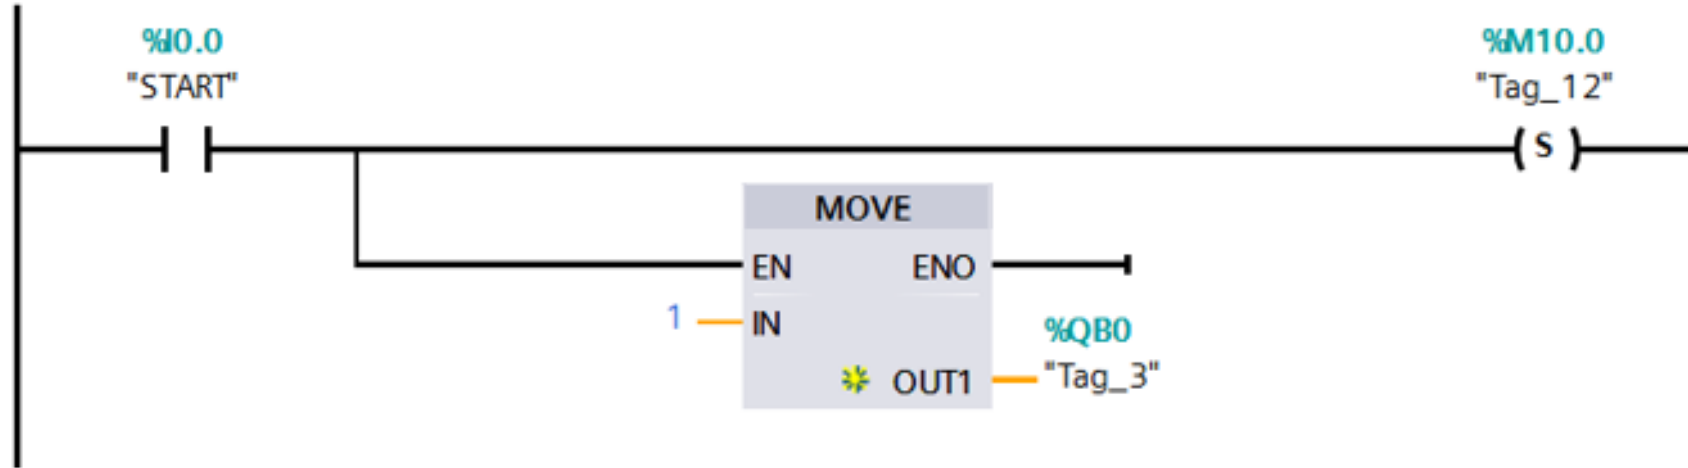 %I0.0
"START"
%M10.0
"Tag_12"
S
MOVE
EN ENO
1 IN
%QB0
OUT1 "Tag_3"